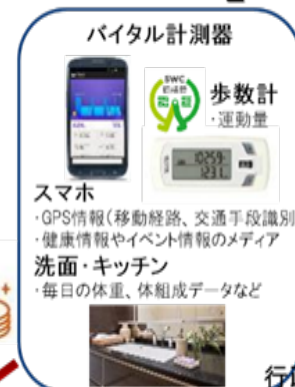 バイタル計測器
SWC
歩数計
・運動量
10259
1231
スマホ
・GPS情報(移動経路、交通手段識別
・健康情報やイベント情報のメディア
洗面・キッチン
・毎日の体重、体組成データなど